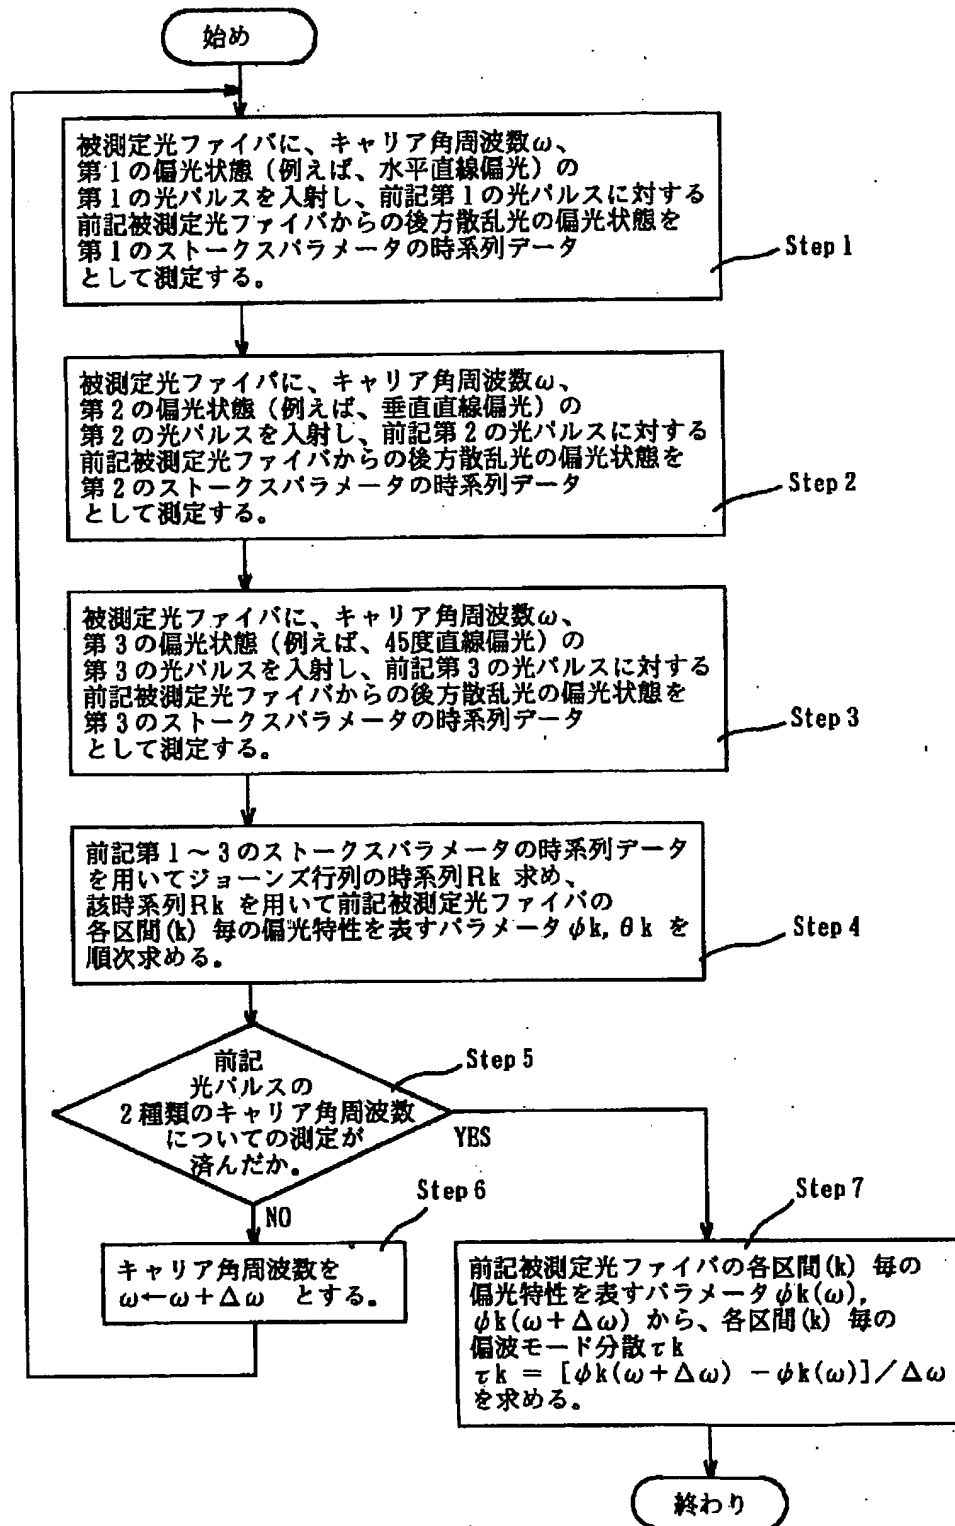 始め
被測定光ファイバに、キャリア角周波数ω、
第1の偏光状態(例えば、水平直線偏光)の
第1の光パルスを入射し、前記第1の光パルスに対する
前記被測定光ファイバからの後方散乱光の偏光状態を
第1のストークスパラメータの時系列データ
として測定する。
Step 1
被測定光ファイバに、キャリア角周波数ω、
第2の偏光状態(例えば、垂直直線偏光)の
第2の光パルスを入射し、前記第2の光パルスに対する
前記被測定光ファイバからの後方散乱光の偏光状態を
第2のストークスパラメータの時系列データ
として測定する。
Step 2
被測定光ファイバに、キャリア角周波数ω、
第3の偏光状態(例えば、45度直線偏光)の
第3の光パルスを入射し、前記第3の光パルスに対する
前記被測定光ファイバからの後方散乱光の偏光状態を
第3のストークスパラメータの時系列データ
として測定する。
Step 3
前記第1~3のストークスパラメータの時系列データ
を用いてジョーンズ行列の時系列Rk 求め、
該時系列Rk を用いて前記被測定光ファイバの
各区間(k) 毎の偏光特性を表すパラメータφk, θk を
順次求める。
Step 4
前記
光パルスの
2種類のキャリア角周波数
についての測定が
済んだか。
Step 5
YES
NO
Step 6
キャリア角周波数を
ω←ω+Δω とする。
Step 7
前記被測定光ファイバの各区間(k) 毎の
偏光特性を表すパラメータφk(ω),
φk(ω+Δω) から、各区間(k) 毎の
偏波モード分散τk
τk = [φk(ω+Δω) -φk(ω)]/Δω
を求める。
終わり